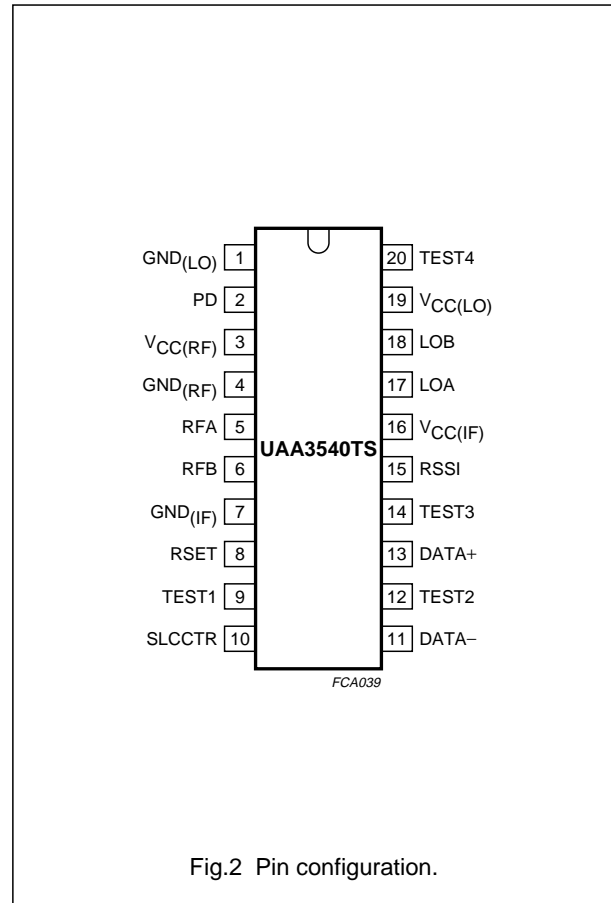 GND(LO) 1 20 TEST4
PD 2 19 VCC(LO)
VCC(RF) 3 18 LOB
GND(RF) 4 17 LOA
RFA 5 16 VCC(IF)
UAA3540TS
RFB 6 15 RSSI
GND(IF) 7 14 TEST3
RSET 8 13 DATA+
TEST1 9 12 TEST2
SLCCTR 10 11 DATA−
FCA039
Fig.2 Pin configuration.